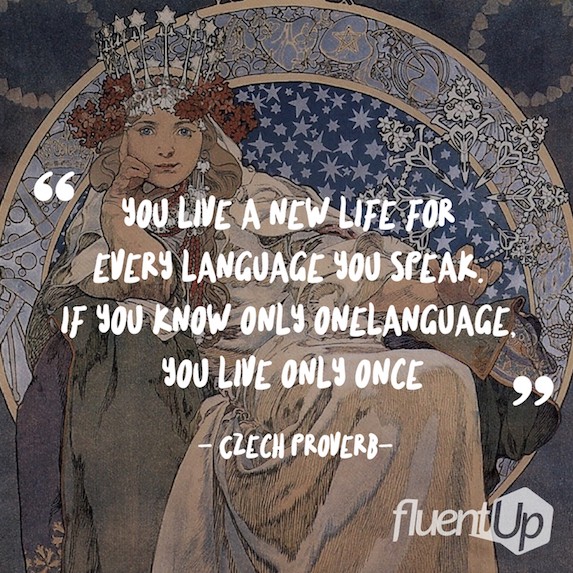 “ YOU LIVE A NEW LIFE FOR
EVERY LANGUAGE YOU SPEAK.
IF YOU KNOW ONLY ONELANGUAGE,
YOU LIVE ONLY ONCE ”
– CZECH PROVERB–
fluentUp